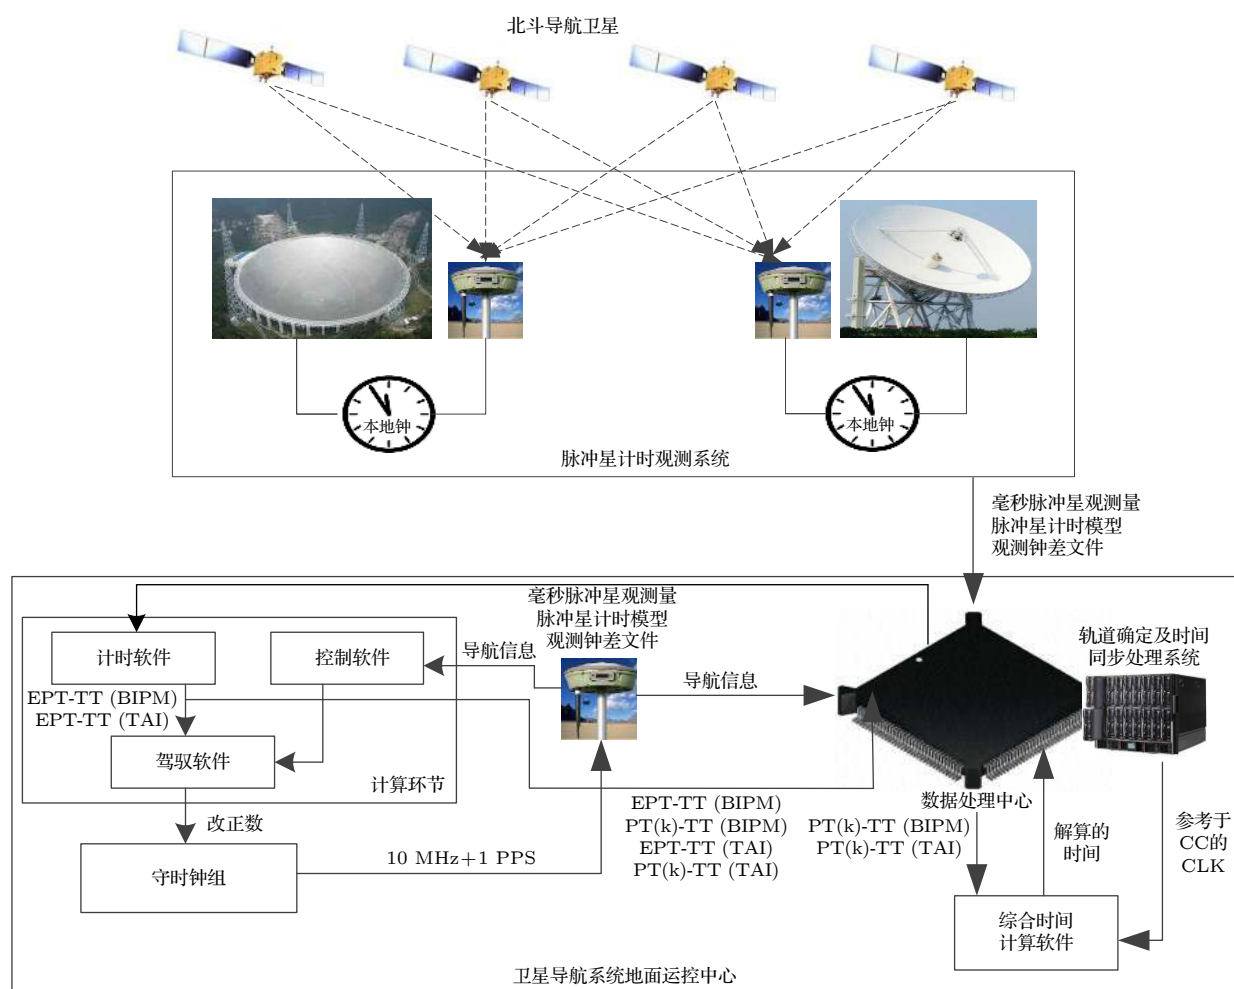 北斗导航卫星
本地钟
本地钟
脉冲星计时观测系统
毫秒脉冲星观测量
脉冲星计时模型
观测钟差文件
毫秒脉冲星观测量
脉冲星计时模型
观测钟差文件
轨道确定及时间
同步处理系统
计时软件
控制软件
导航信息
导航信息
EPT-TT (BIPM)
EPT-TT (TAI)
驾驭软件
计算环节
数据处理中心
改正数
守时钟组
10 MHz+1 PPS
EPT-TT (BIPM)
PT(k)-TT (BIPM)
EPT-TT (TAI)
PT(k)-TT (TAI)
PT(k)-TT (BIPM)
PT(k)-TT (TAI)
解算的
时间
参考于
CC的
CLK
综合时间
计算软件
卫星导航系统地面运控中心